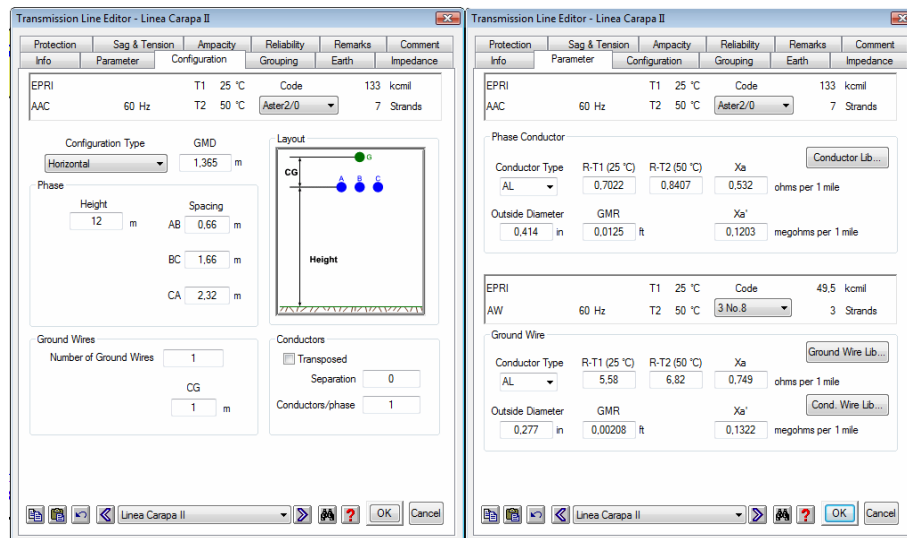 Transmission Line Editor - Linea Carapa II
Protection Sag & Tension Ampacity Reliability Remarks Comment
Info Parameter Configuration Grouping Earth Impedance
EPRI T1 25 °C Code 133 kcmil
AAC 60 Hz T2 50 °C Aster2/0 7 Strands
Configuration Type GMD
Horizontal 1,365 m
Phase
Height Spacing
12 m AB 0,66 m
BC 1,66 m
CA 2,32 m
Layout
G
CG
A B C
Height
Ground Wires
Number of Ground Wires 1
CG
1 m
Conductors
Transposed
Separation 0
Conductors/phase 1
Linea Carapa II OK Cancel
Transmission Line Editor - Linea Carapa II
Protection Sag & Tension Ampacity Reliability Remarks Comment
Info Parameter Configuration Grouping Earth Impedance
EPRI T1 25 °C Code 133 kcmil
AAC 60 Hz T2 50 °C Aster2/0 7 Strands
Phase Conductor
Conductor Lib...
Conductor Type R-T1 (25 °C) R-T2 (50 °C) Xa
AL 0,7022 0,8407 0,532 ohms per 1 mile
Outside Diameter GMR Xa'
0,414 in 0,0125 ft 0,1203 megohms per 1 mile
EPRI T1 25 °C Code 49,5 kcmil
AW 60 Hz T2 50 °C 3 No.8 3 Strands
Ground Wire
Ground Wire Lib...
Conductor Type R-T1 (25 °C) R-T2 (50 °C) Xa
AL 5,58 6,82 0,749 ohms per 1 mile
Cond. Wire Lib...
Outside Diameter GMR Xa'
0,277 in 0,00208 ft 0,1322 megohms per 1 mile
Linea Carapa II OK Cancel